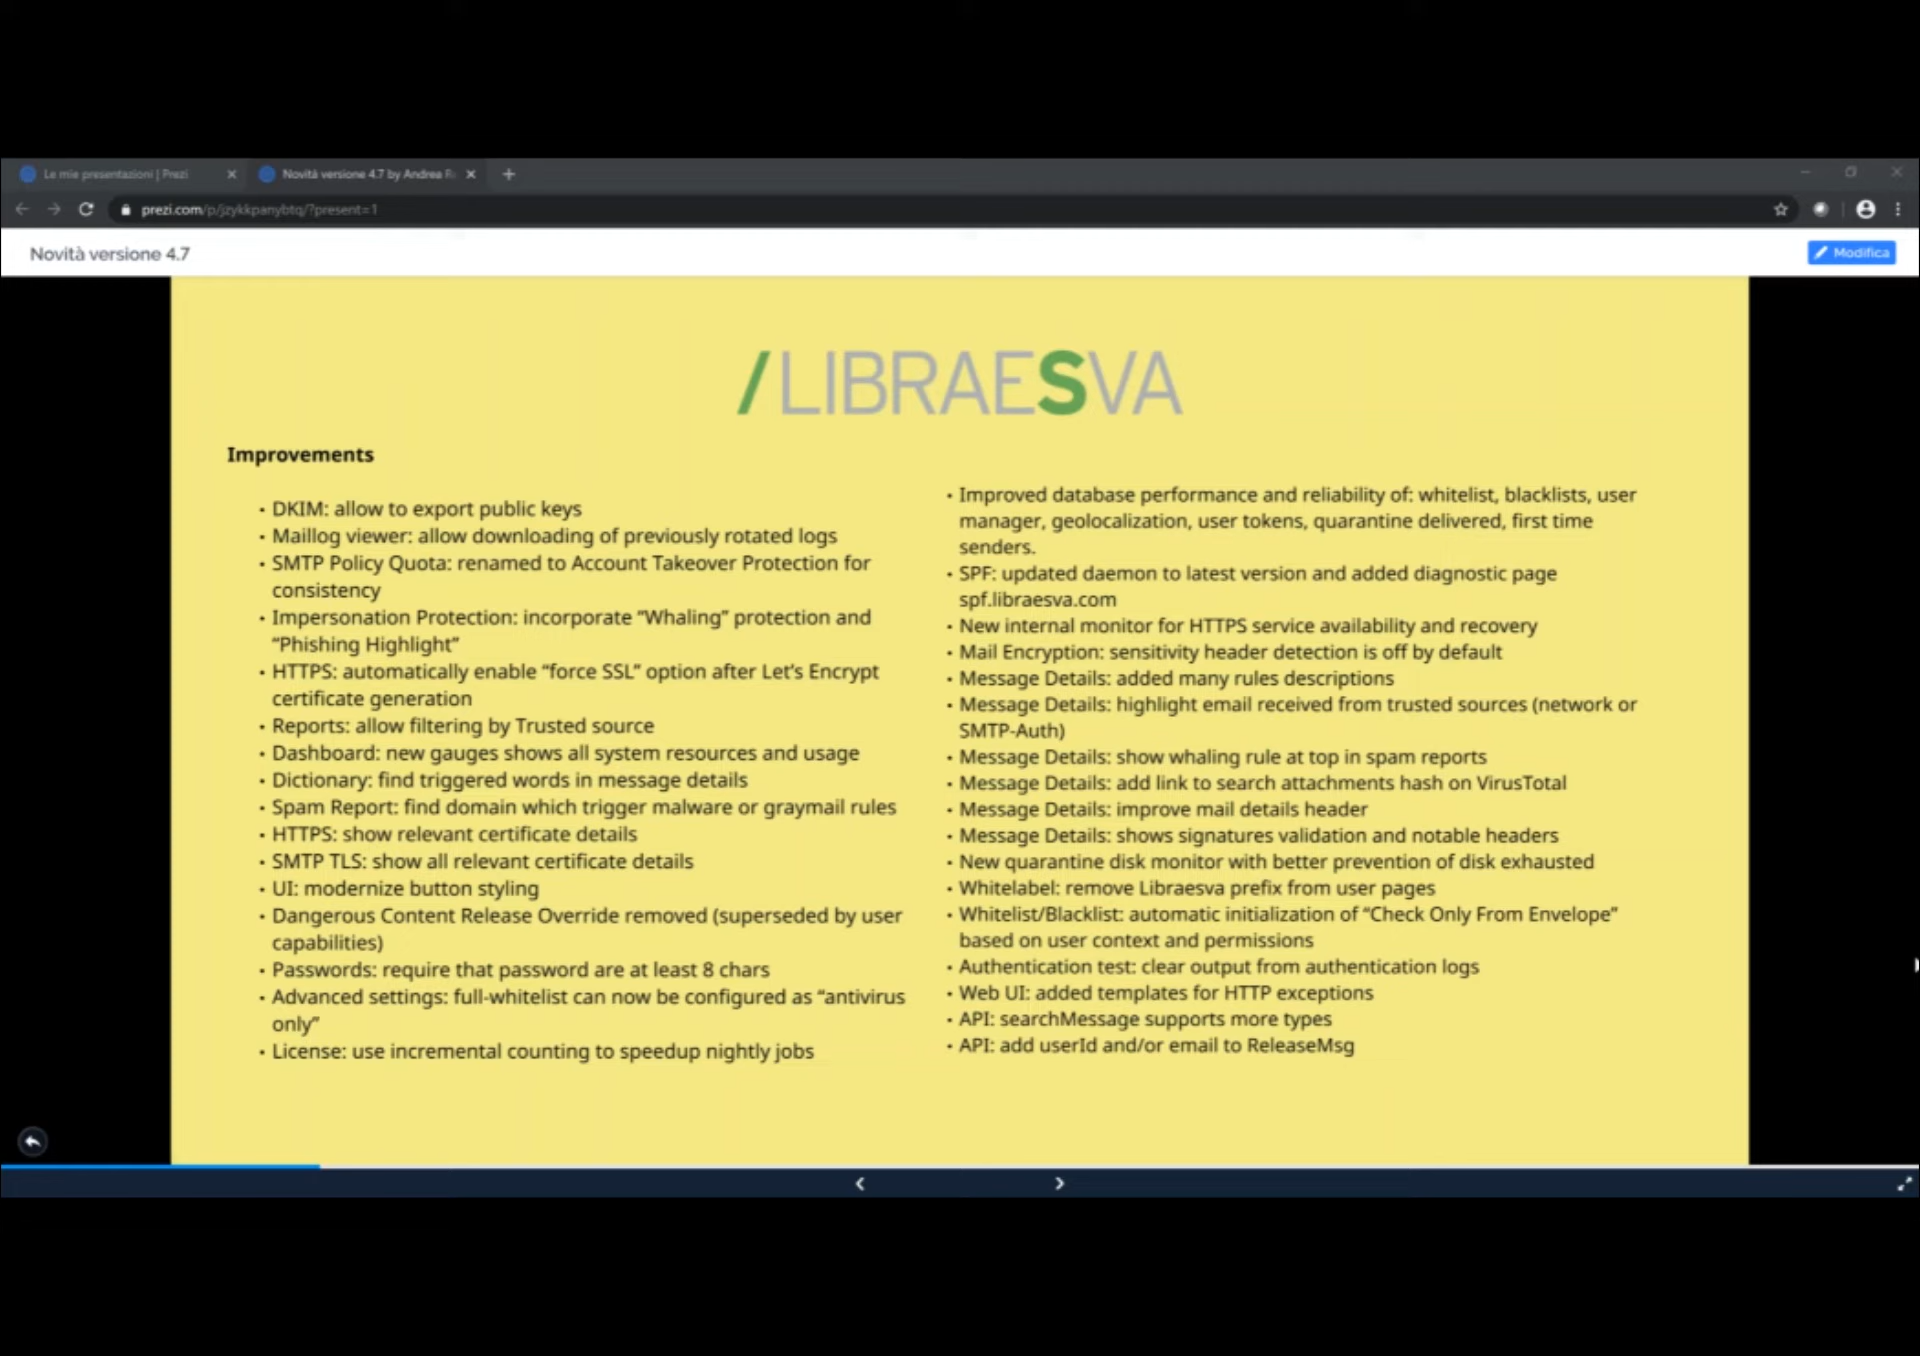 Le mie presentazioni | Prezi
Novità versione 4.7 by Andrea R
prezi.com/p/jzykkpanybtq/?present=1
Novità versione 4.7
Modifica
/LIBRAESVA
Improvements
• DKIM: allow to export public keys
• Maillog viewer: allow downloading of previously rotated logs
• SMTP Policy Quota: renamed to Account Takeover Protection for
consistency
• Impersonation Protection: incorporate “Whaling” protection and
“Phishing Highlight”
• HTTPS: automatically enable “force SSL” option after Let’s Encrypt
certificate generation
• Reports: allow filtering by Trusted source
• Dashboard: new gauges shows all system resources and usage
• Dictionary: find triggered words in message details
• Spam Report: find domain which trigger malware or graymail rules
• HTTPS: show relevant certificate details
• SMTP TLS: show all relevant certificate details
• UI: modernize button styling
• Dangerous Content Release Override removed (superseded by user
capabilities)
• Passwords: require that password are at least 8 chars
• Advanced settings: full-whitelist can now be configured as “antivirus
only”
• License: use incremental counting to speedup nightly jobs
• Improved database performance and reliability of: whitelist, blacklists, user
manager, geolocalization, user tokens, quarantine delivered, first time
senders.
• SPF: updated daemon to latest version and added diagnostic page
spf.libraesva.com
• New internal monitor for HTTPS service availability and recovery
• Mail Encryption: sensitivity header detection is off by default
• Message Details: added many rules descriptions
• Message Details: highlight email received from trusted sources (network or
SMTP-Auth)
• Message Details: show whaling rule at top in spam reports
• Message Details: add link to search attachments hash on VirusTotal
• Message Details: improve mail details header
• Message Details: shows signatures validation and notable headers
• New quarantine disk monitor with better prevention of disk exhausted
• Whitelabel: remove Libraesva prefix from user pages
• Whitelist/Blacklist: automatic initialization of “Check Only From Envelope”
based on user context and permissions
• Authentication test: clear output from authentication logs
• Web UI: added templates for HTTP exceptions
• API: searchMessage supports more types
• API: add userId and/or email to ReleaseMsg